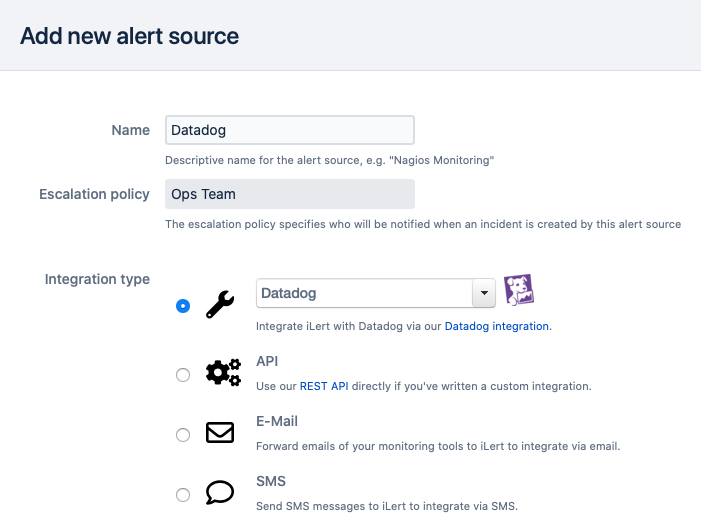 Add new alert source
Name
Datadog
Descriptive name for the alert source, e.g. "Nagios Monitoring"
Escalation policy
Ops Team
The escalation policy specifies who will be notified when an incident is created by this alert source
Integration type
Datadog
Integrate iLert with Datadog via our Datadog integration.
API
Use our REST API directly if you've written a custom integration.
E-Mail
Forward emails of your monitoring tools to iLert to integrate via email.
SMS
Send SMS messages to iLert to integrate via SMS.